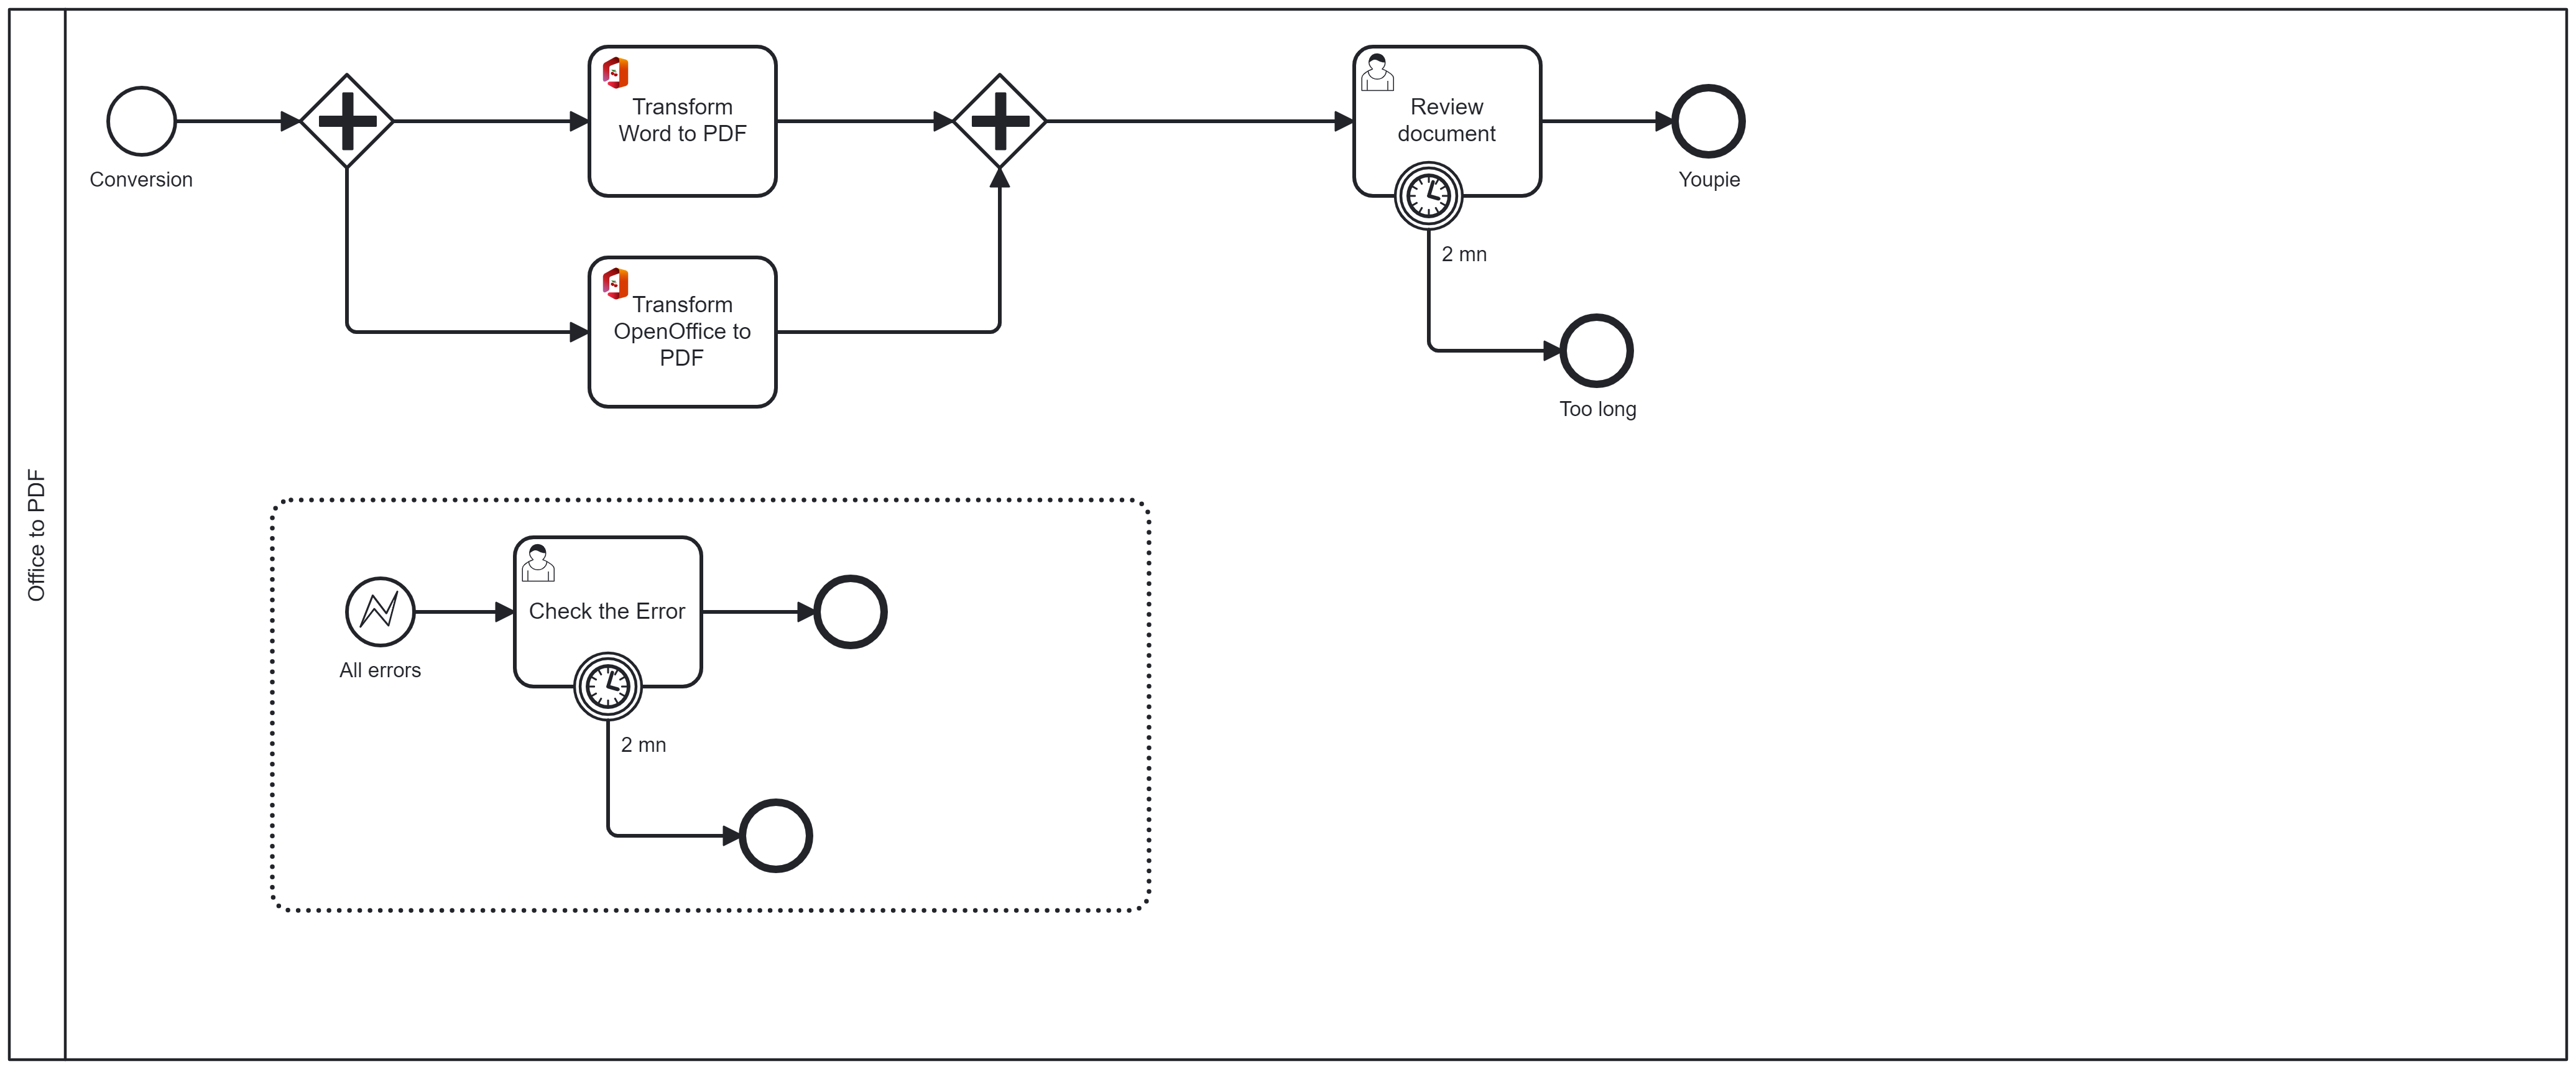 Office to PDF
Conversion
Transform
Word to PDF
Transform
OpenOffice to
PDF
Review
document
2 mn
Youpie
Too long
All errors
Check the Error
2 mn